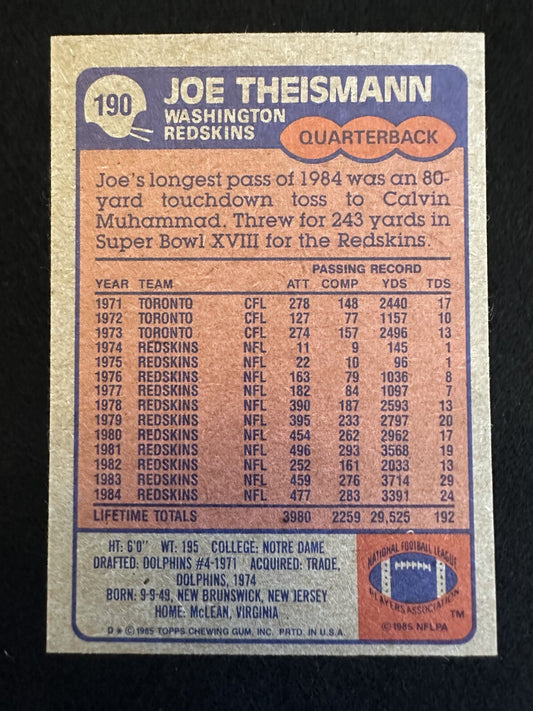 190
JOE THEISMANN
WASHINGTON
REDSKINS
QUARTERBACK
Joe's longest pass of 1984 was an 80-
yard touchdown toss to Calvin
Muhammad. Threw for 243 yards in
Super Bowl XVIII for the Redskins.
PASSING RECORD
YEAR TEAM ATT COMP YDS TDS
1971 TORONTO CFL 278 148 2440 17
1972 TORONTO CFL 127 77 1157 10
1973 TORONTO CFL 274 157 2496 13
1974 REDSKINS NFL 11 9 145 1
1975 REDSKINS NFL 22 10 96 1
1976 REDSKINS NFL 163 79 1036 8
1977 REDSKINS NFL 182 84 1097 7
1978 REDSKINS NFL 390 187 2593 13
1979 REDSKINS NFL 395 233 2797 20
1980 REDSKINS NFL 454 262 2962 17
1981 REDSKINS NFL 496 293 3568 19
1982 REDSKINS NFL 252 161 2033 13
1983 REDSKINS NFL 459 276 3714 29
1984 REDSKINS NFL 477 283 3391 24
LIFETIME TOTALS 3980 2259 29,525 192
HT: 6'0" WT: 195 COLLEGE: NOTRE DAME
DRAFTED: DOLPHINS #4-1971 ACQUIRED: TRADE,
DOLPHINS, 1974
BORN: 9-9-49, NEW BRUNSWICK, NEW JERSEY
HOME: McLEAN, VIRGINIA
D * © 1985 TOPPS CHEWING GUM, INC. PRTD. IN U.S.A.
NATIONAL FOOTBALL LEAGUE
PLAYERS ASSOCIATION
TM
© 1985 NFLPA